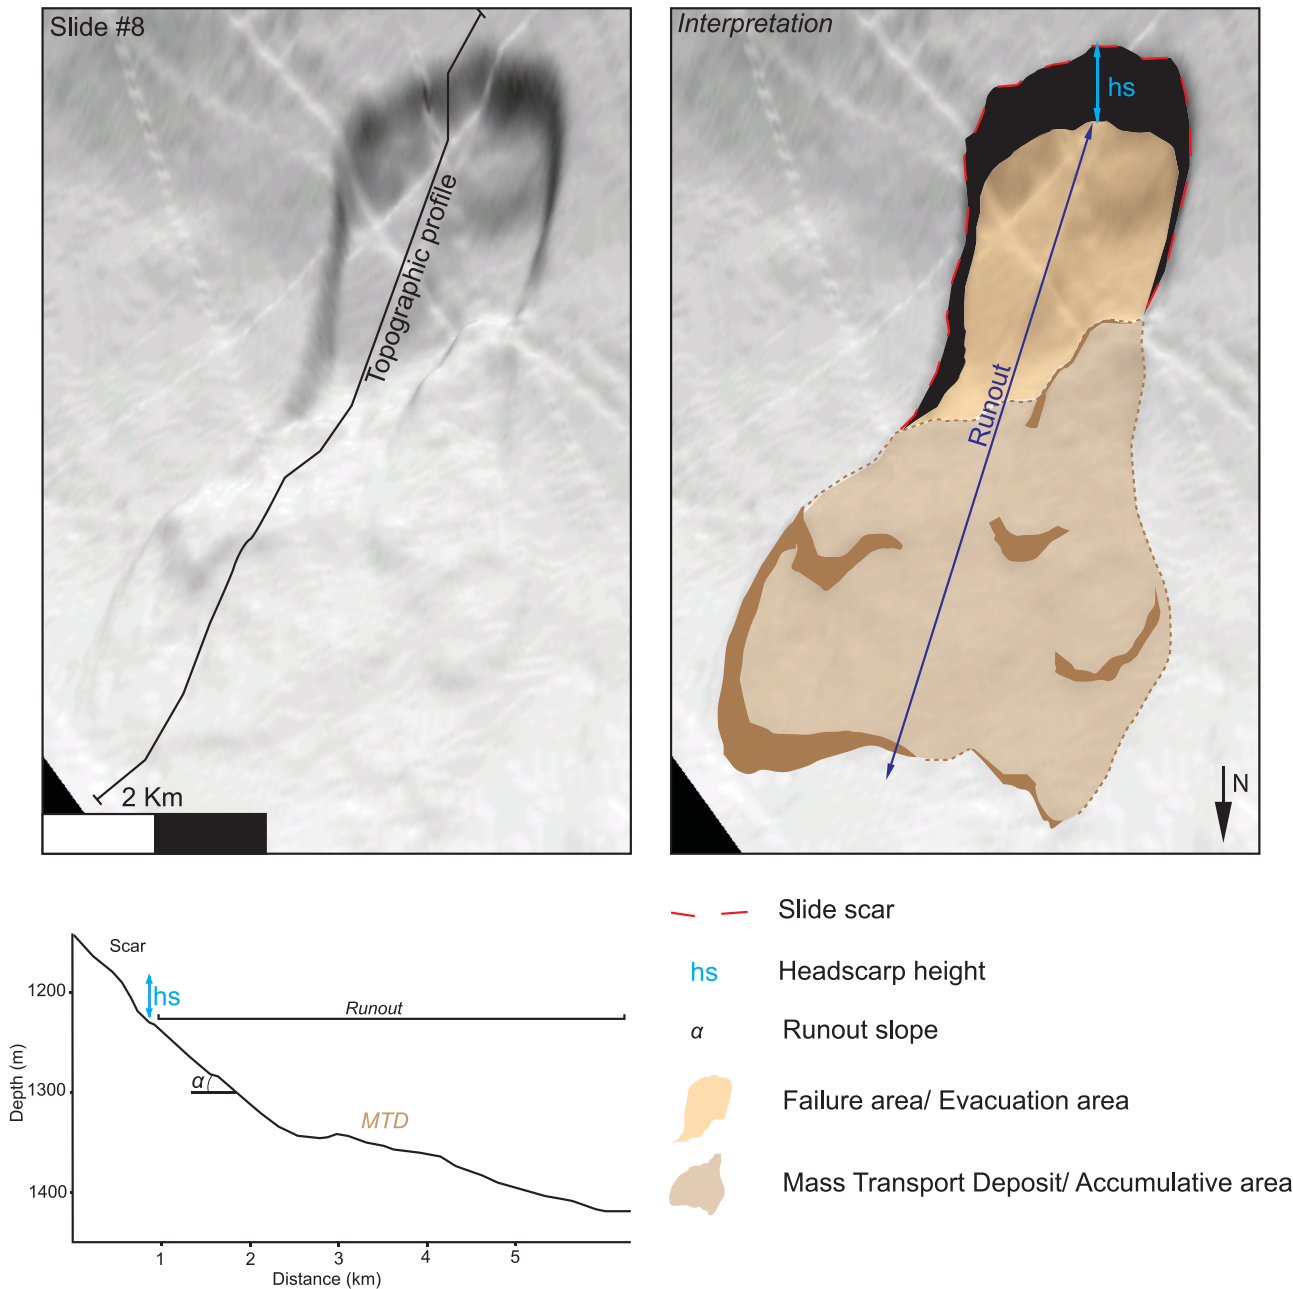 Slide #8
Topographic profile
2 Km
Interpretation
hs
Runout
N
Scar
hs
Runout
1200
1300
1400
α
MTD
Depth (m)
1
2
3
4
5
Distance (km)
Slide scar
hs
Headscarp height
α
Runout slope
Failure area/ Evacuation area
Mass Transport Deposit/ Accumulative area